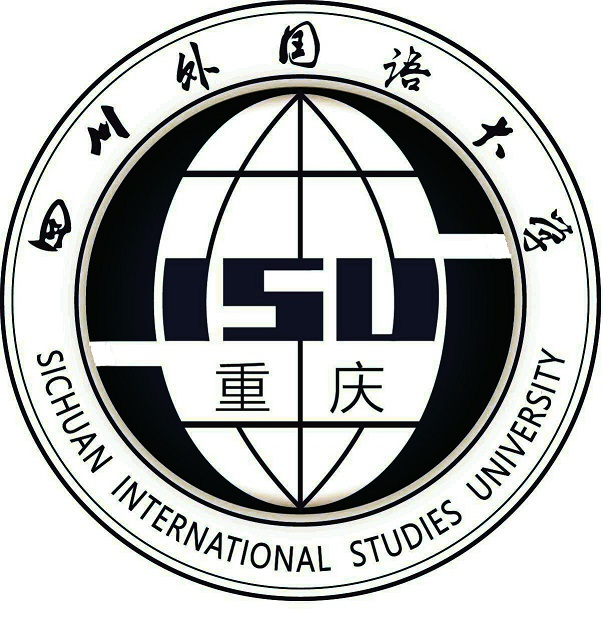 四川外国语大学
ISU
重庆
SICHUAN INTERNATIONAL STUDIES UNIVERSITY